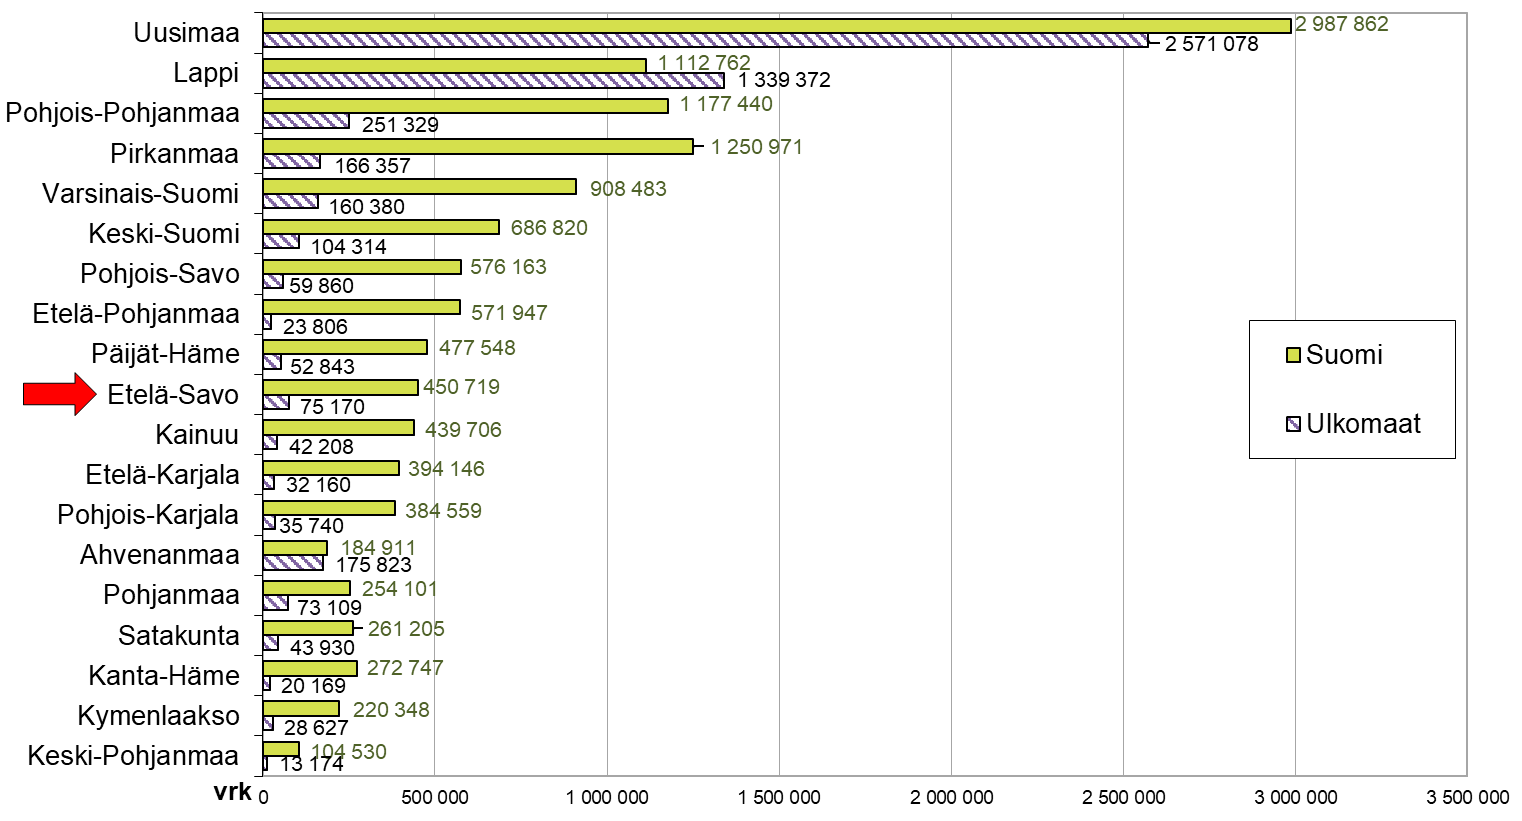 Uusimaa 2 987 862
2 571 078
Lappi 1 112 762
1 339 372
Pohjois-Pohjanmaa 1 177 440
251 329
Pirkanmaa 1 250 971
166 357
Varsinais-Suomi 908 483
160 380
Keski-Suomi 686 820
104 314
Pohjois-Savo 576 163
59 860
Etelä-Pohjanmaa 571 947
23 806
Päijät-Häme 477 548
52 843
Etelä-Savo 450 719
75 170
Kainuu 439 706
42 208
Etelä-Karjala 394 146
32 160
Pohjois-Karjala 384 559
35 740
Ahvenanmaa 184 911
175 823
Pohjanmaa 254 101
73 109
Satakunta 261 205
43 930
Kanta-Häme 272 747
20 169
Kymenlaakso 220 348
28 627
Keski-Pohjanmaa 104 530
13 174
vrk 0 500 000 1 000 000 1 500 000 2 000 000 2 500 000 3 000 000 3 500 000
Suomi
Ulkomaat